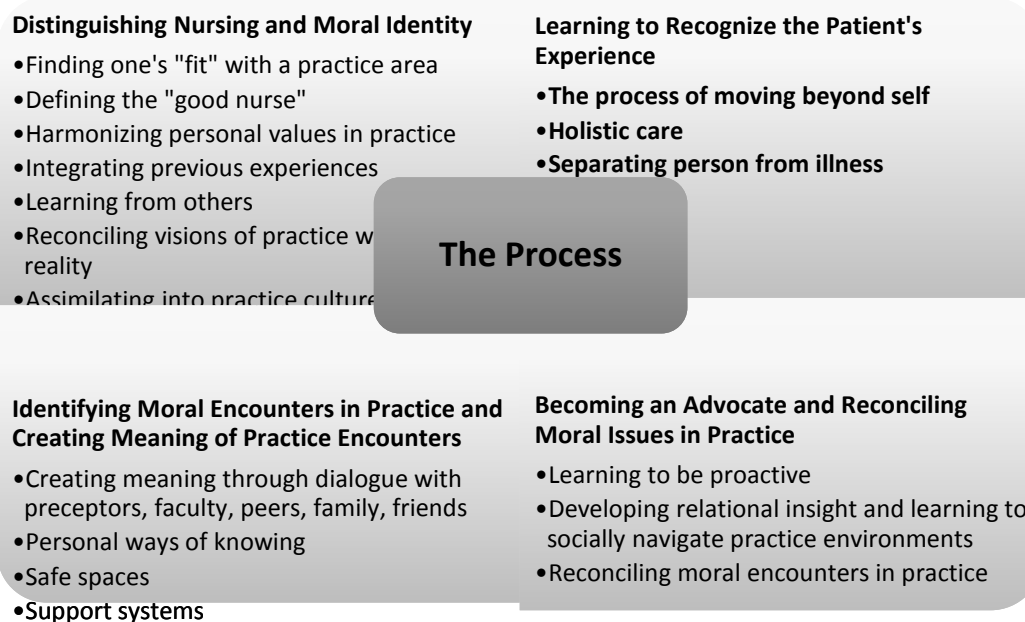 Distinguishing Nursing and Moral Identity
•Finding one's "fit" with a practice area
•Defining the "good nurse"
•Harmonizing personal values in practice
•Integrating previous experiences
•Learning from others
•Reconciling visions of practice w
reality
•Assimilating into practice culture
Learning to Recognize the Patient's
Experience
•The process of moving beyond self
•Holistic care
•Separating person from illness
The Process
Identifying Moral Encounters in Practice and
Creating Meaning of Practice Encounters
•Creating meaning through dialogue with
preceptors, faculty, peers, family, friends
•Personal ways of knowing
•Safe spaces
•Support systems
Becoming an Advocate and Reconciling
Moral Issues in Practice
•Learning to be proactive
•Developing relational insight and learning to
socially navigate practice environments
•Reconciling moral encounters in practice